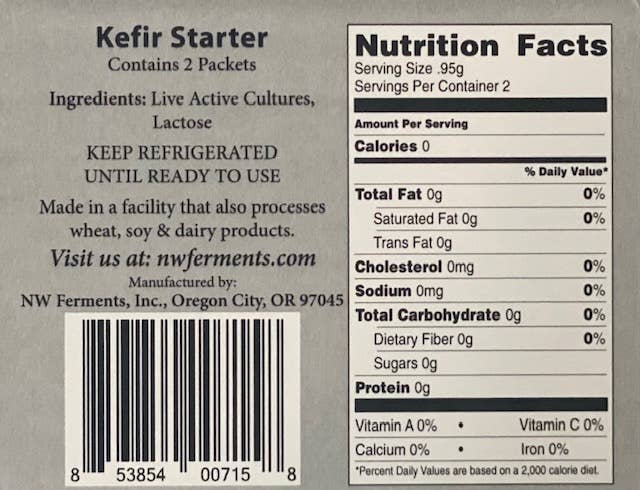 Kefir Starter
Contains 2 Packets
Ingredients: Live Active Cultures,
Lactose
KEEP REFRIGERATED
UNTIL READY TO USE
Made in a facility that also processes
wheat, soy & dairy products.
Visit us at: nwferments.com
Manufactured by:
NW Ferments, Inc., Oregon City, OR 97045
8 53854 00715 8
Nutrition Facts
Serving Size .95g
Servings Per Container 2
Amount Per Serving
Calories 0
% Daily Value*
Total Fat 0g 0%
Saturated Fat 0g 0%
Trans Fat 0g
Cholesterol 0mg 0%
Sodium 0mg 0%
Total Carbohydrate 0g 0%
Dietary Fiber 0g 0%
Sugars 0g
Protein 0g
Vitamin A 0% • Vitamin C 0%
Calcium 0% • Iron 0%
*Percent Daily Values are based on a 2,000 calorie diet.